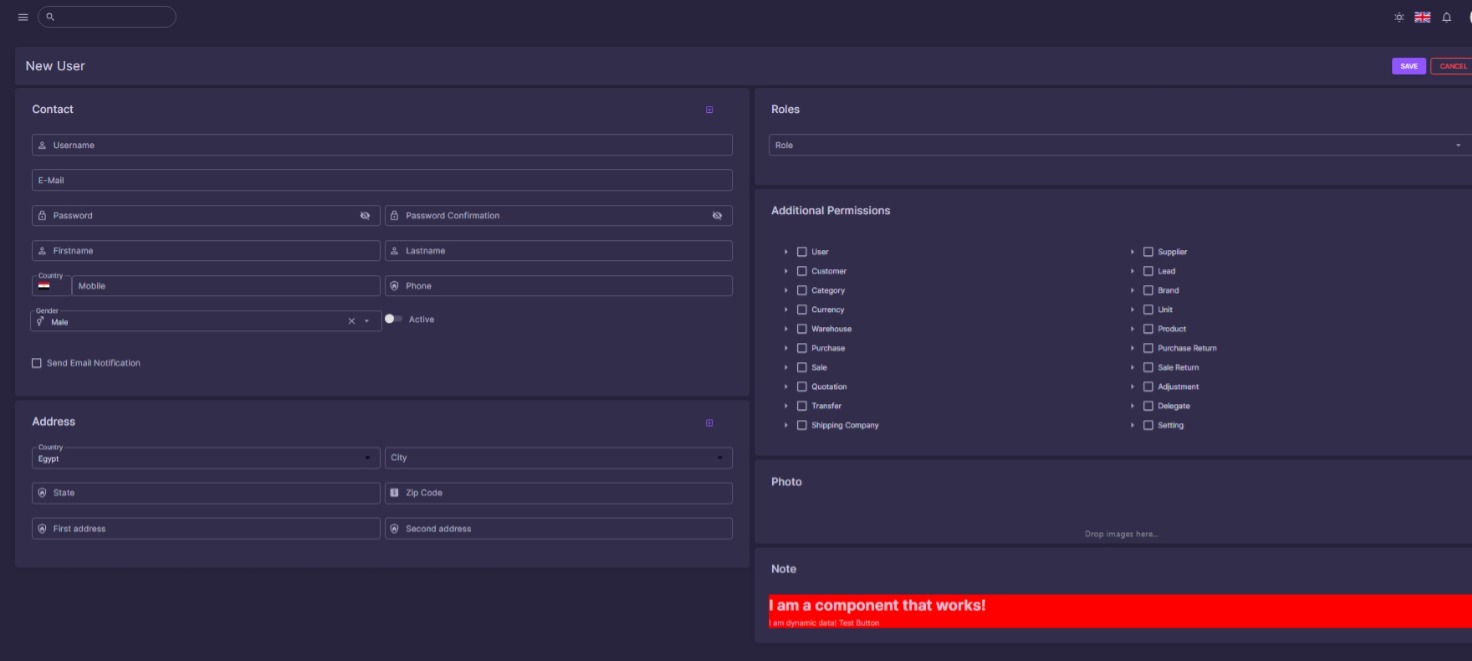 New User
SAVE
CANCEL
Contact
Username
E-Mail
Password
Password Confirmation
Firstname
Lastname
Country
Mobile
Phone
Gender
Male
Active
Send Email Notification
Address
Country
Egypt
City
State
Zip Code
First address
Second address
Roles
Role
Additional Permissions
User
Supplier
Customer
Lead
Category
Brand
Currency
Unit
Warehouse
Product
Purchase
Purchase Return
Sale
Sale Return
Quotation
Adjustment
Transfer
Delegate
Shipping Company
Setting
Photo
Drop images here...
Note
I am a component that works!
I am dynamic data! Test Button